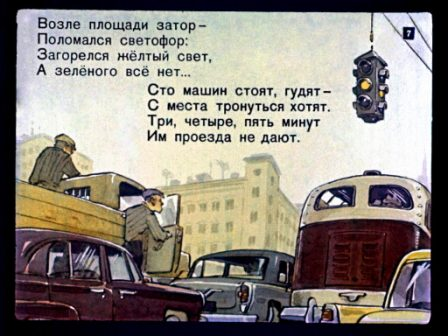 Возле площади затор –
Поломался светофор:
Загорелся жёлтый свет,
А зелёного всё нет...
Сто машин стоят, гудят –
С места тронуться хотят.
Три, четыре, пять минут
Им проезда не дают.
7